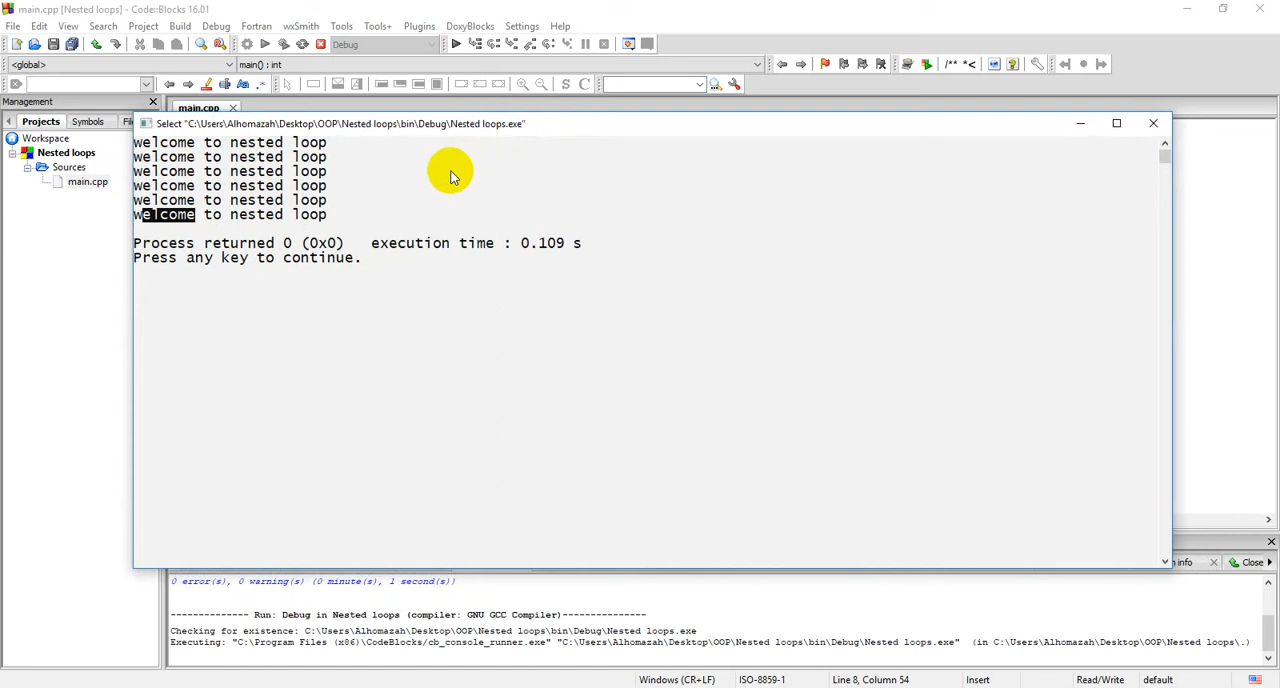 main.cpp [Nested loops] - Code::Blocks 16.01
File Edit View Search Project Build Debug Fortran wxSmith Tools Tools+ Plugins DoxyBlocks Settings Help
Debug
<global> main() : int
/** *<
S C
Management
main.cpp
Projects Symbols
Select "C:\Users\Alhomazah\Desktop\OOP\Nested loops\bin\Debug\Nested loops.exe"
Workspace
Nested loops
Sources
main.cpp
welcome to nested loop
welcome to nested loop
welcome to nested loop
welcome to nested loop
welcome to nested loop
welcome to nested loop
Process returned 0 (0x0) execution time : 0.109 s
Press any key to continue.
info Close
0 error(s), 0 warning(s) (0 minute(s), 1 second(s))
-------------- Run: Debug in Nested loops (compiler: GNU GCC Compiler)---------------
Checking for existence: C:\Users\Alhomazah\Desktop\OOP\Nested loops\bin\Debug\Nested loops.exe
Executing: "C:\Program Files (x86)\CodeBlocks/cb_console_runner.exe" "C:\Users\Alhomazah\Desktop\OOP\Nested loops\bin\Debug\Nested loops.exe" (in C:\Users\Alhomazah\Desktop\OOP\Nested loops\.)
Windows (CR+LF) ISO-8859-1 Line 8, Column 54 Insert Read/Write default